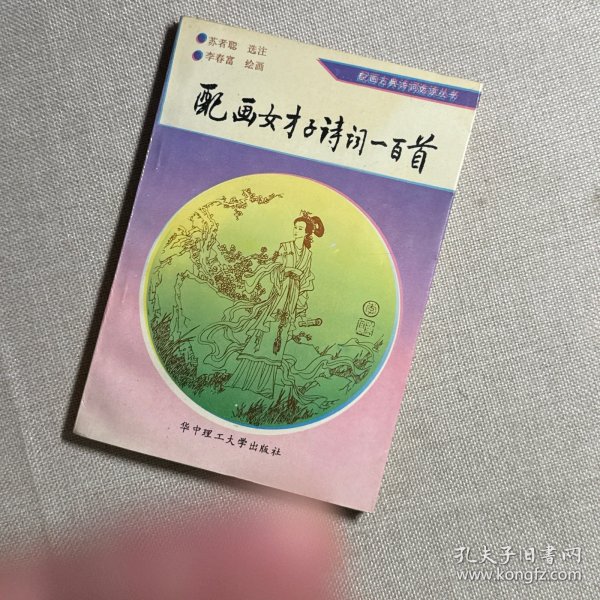 苏者聪 选注
李春富 绘画
配画古典诗词选读丛书
配画女才子诗词一百首
华中理工大学出版社
孔夫子旧书网
www.kongfz.com